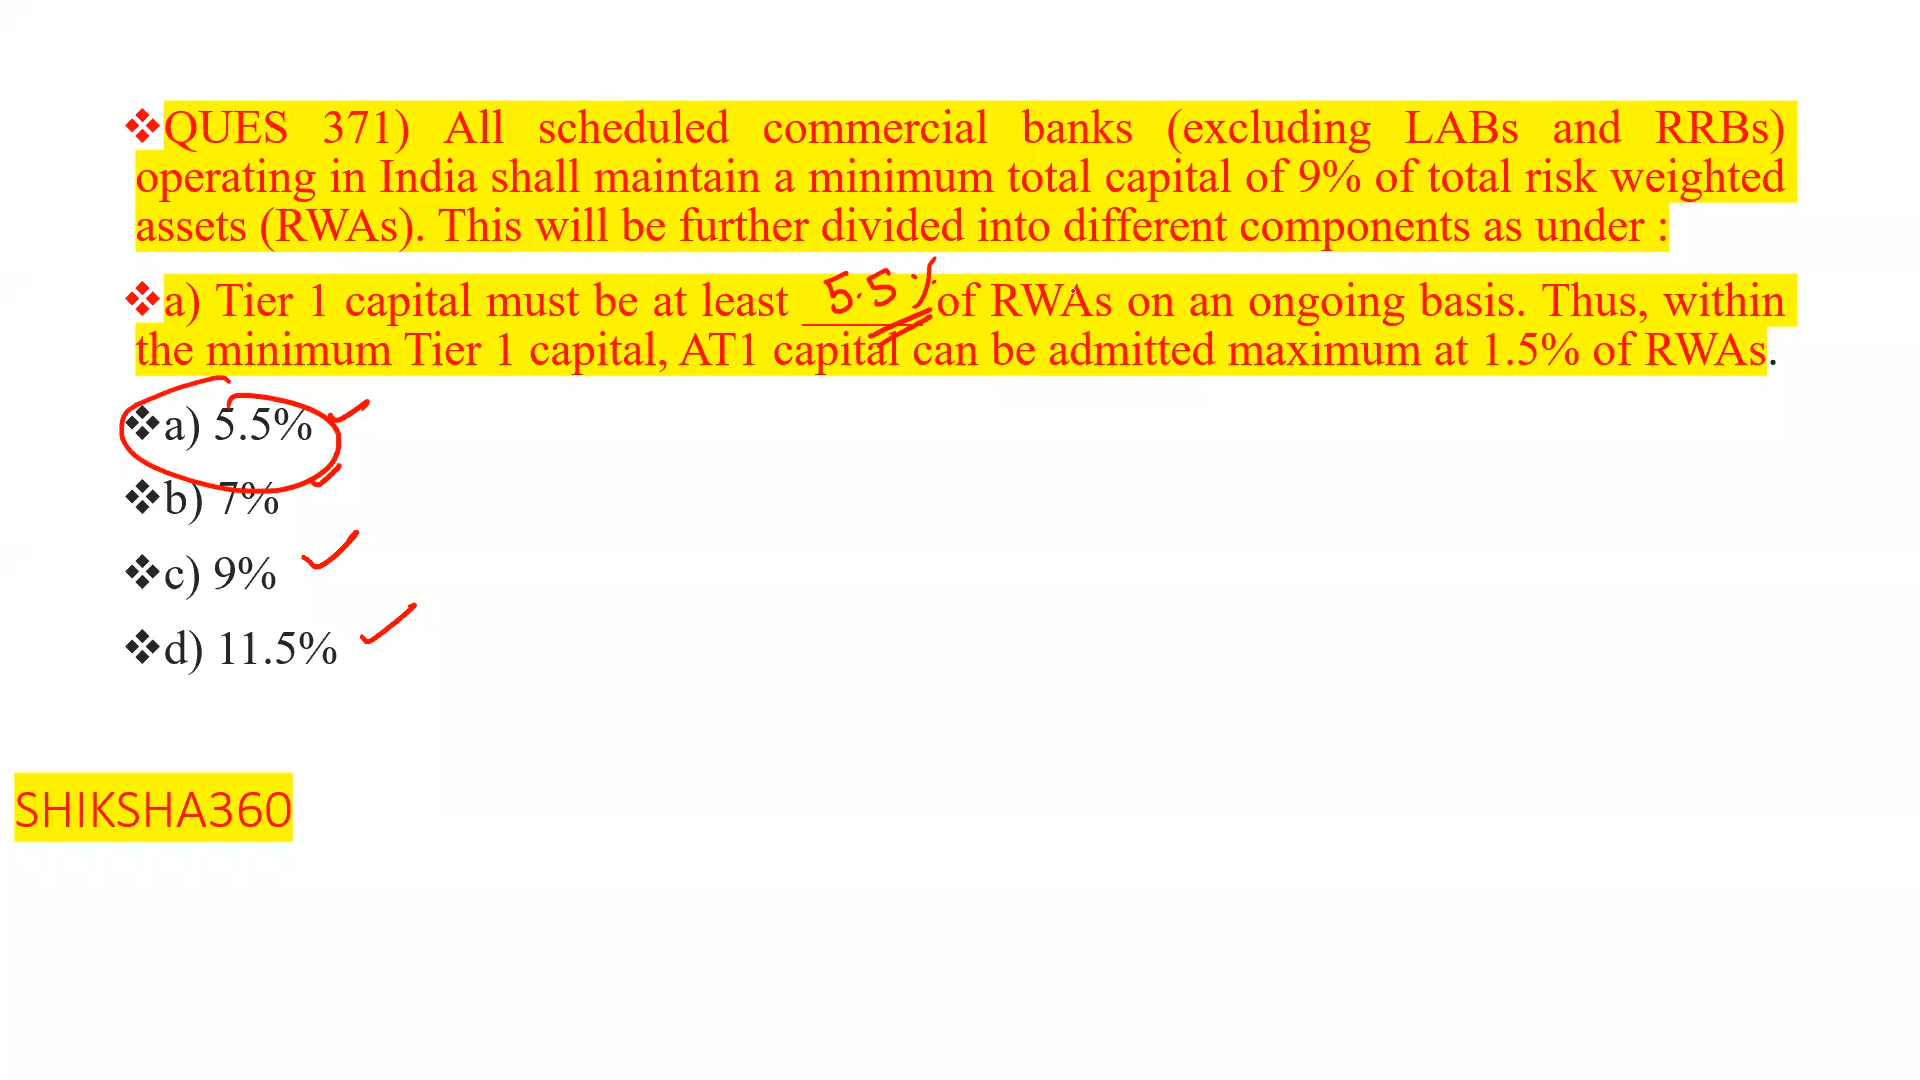 ❖QUES 371) All scheduled commercial banks (excluding LABs and RRBs)
operating in India shall maintain a minimum total capital of 9% of total risk weighted
assets (RWAs). This will be further divided into different components as under :
❖a) Tier 1 capital must be at least 5.5% of RWAs on an ongoing basis. Thus, within
the minimum Tier 1 capital, AT1 capital can be admitted maximum at 1.5% of RWAs.
❖a) 5.5%
❖b) 7%
❖c) 9%
❖d) 11.5%
SHIKSHA360